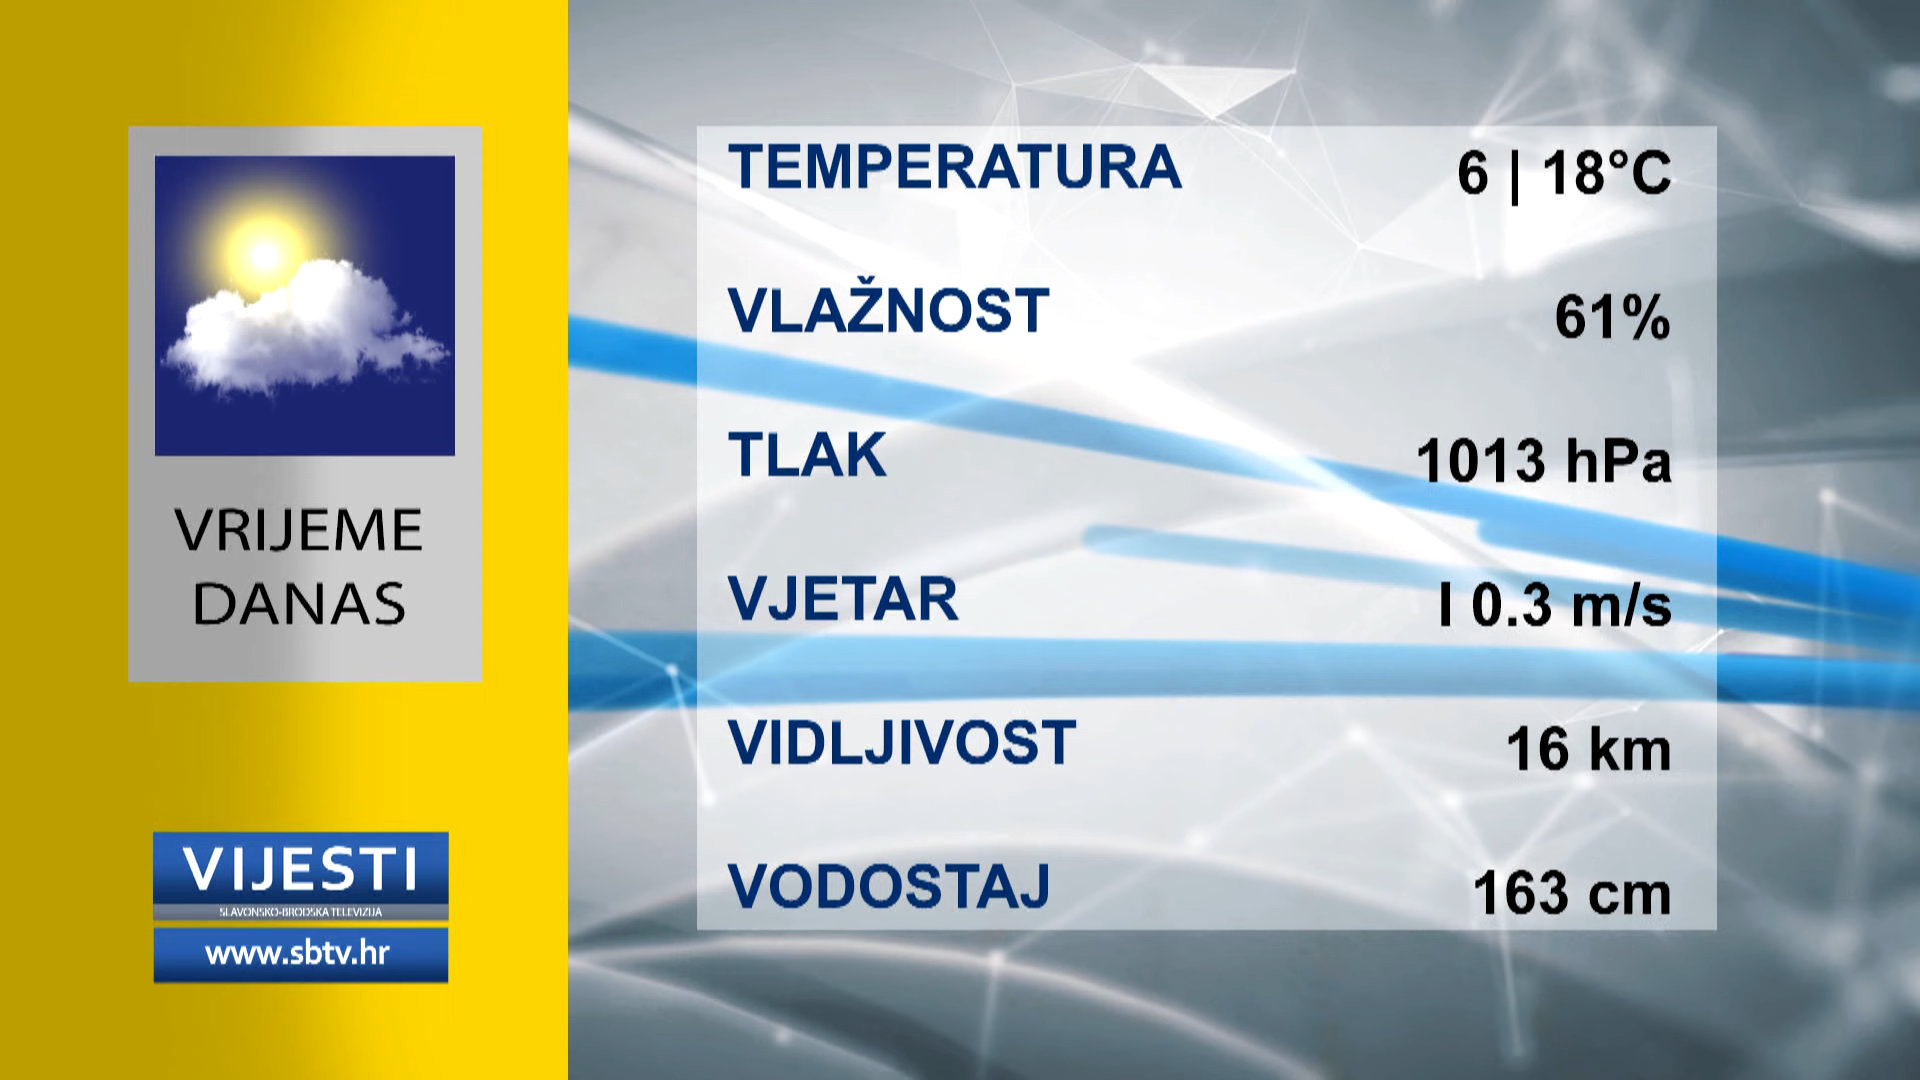 VRIJEME
DANAS
VIJESTI
SLAVONSKO-BRODSKA TELEVIZIJA
www.sbtv.hr
TEMPERATURA 6 | 18°C
VLAŽNOST 61%
TLAK 1013 hPa
VJETAR I 0.3 m/s
VIDLJIVOST 16 km
VODOSTAJ 163 cm